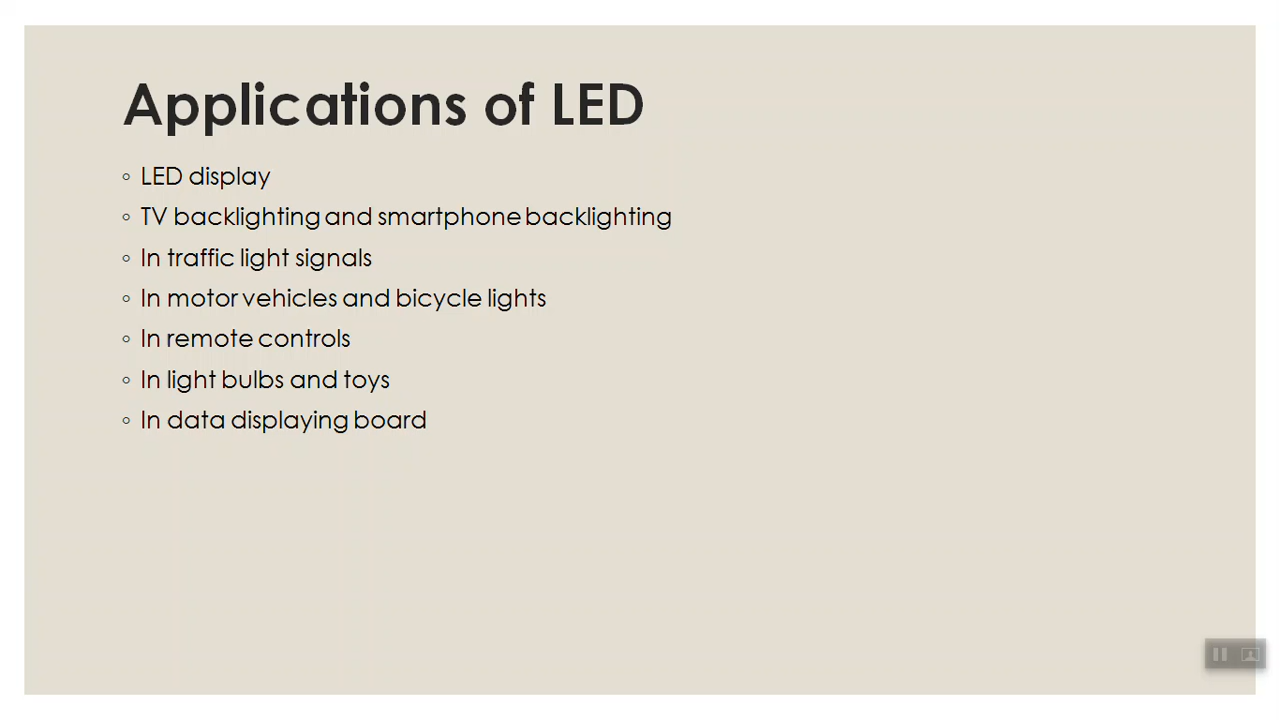 Applications of LED
◦ LED display
◦ TV backlighting and smartphone backlighting
◦ In traffic light signals
◦ In motor vehicles and bicycle lights
◦ In remote controls
◦ In light bulbs and toys
◦ In data displaying board